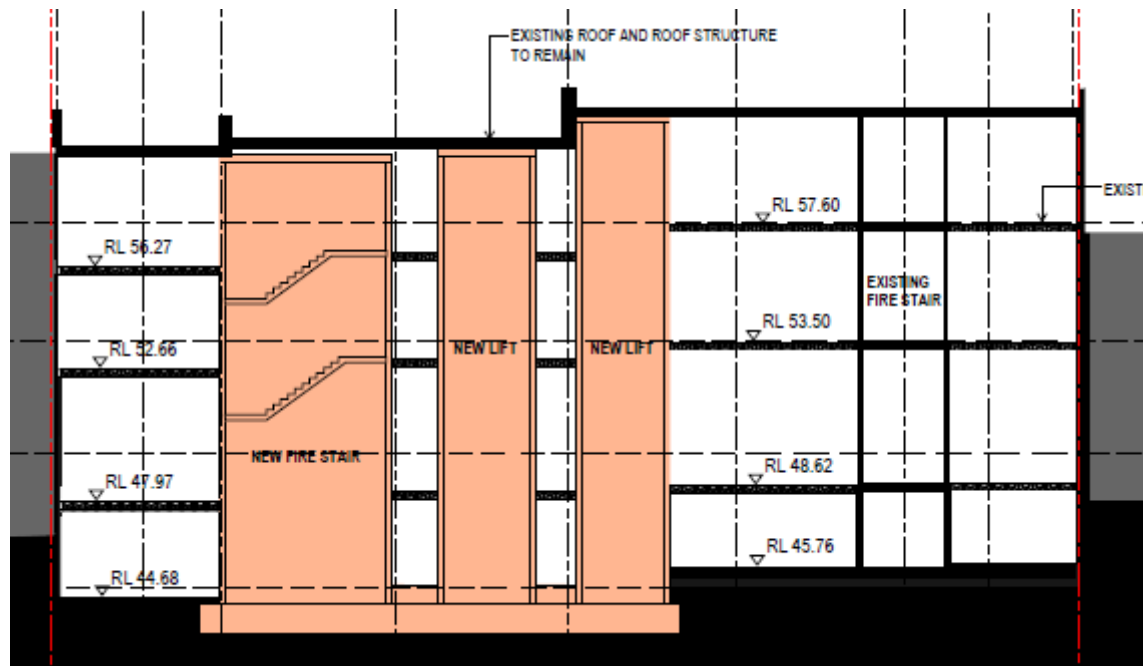 EXISTING ROOF AND ROOF STRUCTURE
TO REMAIN
RL 57.60
EXIST
RL 56.27
EXISTING
FIRE STAIR
RL 53.50
RL 52.66
NEW LIFT
NEW LIFT
NEW FIRE STAIR
RL 48.62
RL 47.97
RL 45.76
RL 44.68